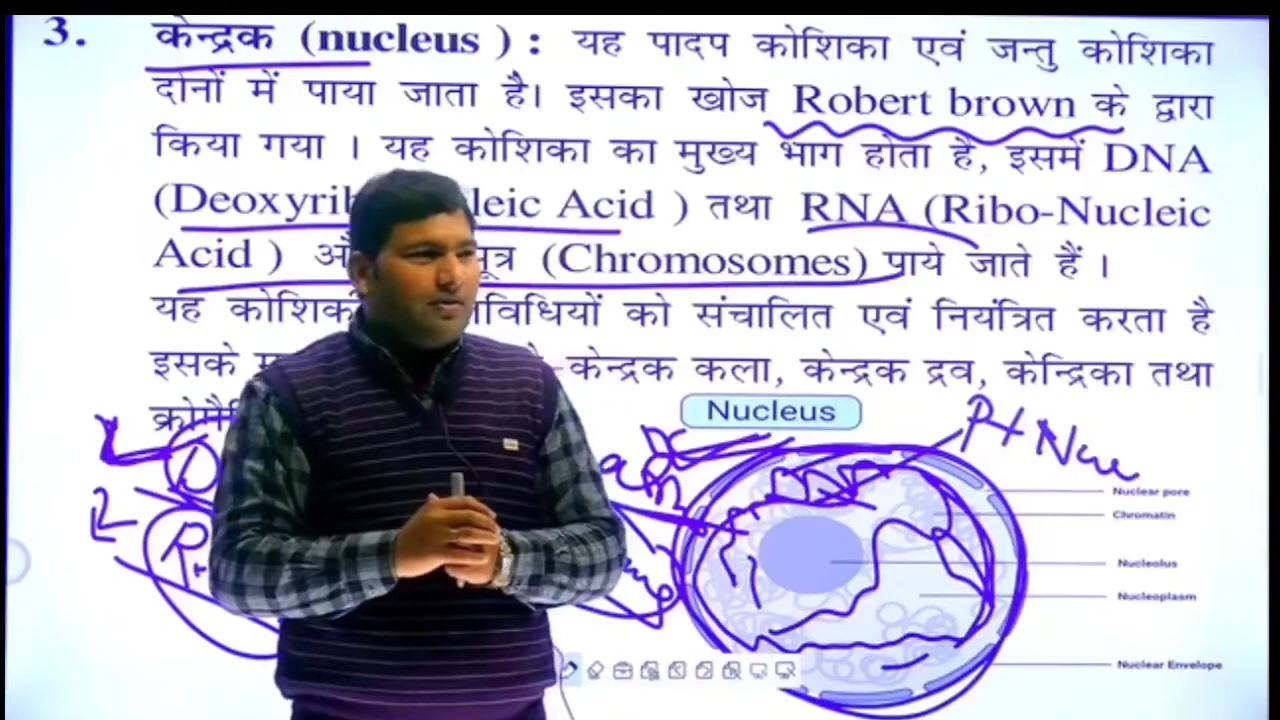 3. केन्द्रक (nucleus ) : यह पादप कोशिका एवं जन्तु कोशिका
दोनों में पाया जाता है। इसका खोज Robert brown के द्वारा
किया गया । यह कोशिका का मुख्य भाग होता है, इसमें DNA
(Deoxyrib leic Acid ) तथा RNA (Ribo-Nucleic
Acid ) सूत्र (Chromosomes) पाये जाते हैं ।
यह विधियों को संचालित एवं नियंत्रित करता है
इसके केन्द्रक कला, केन्द्रक द्रव, केन्द्रिका तथा
Nucleus
Nuclear pore
Chromatin
Nucleolus
Nucleoplasm
Nuclear Envelope